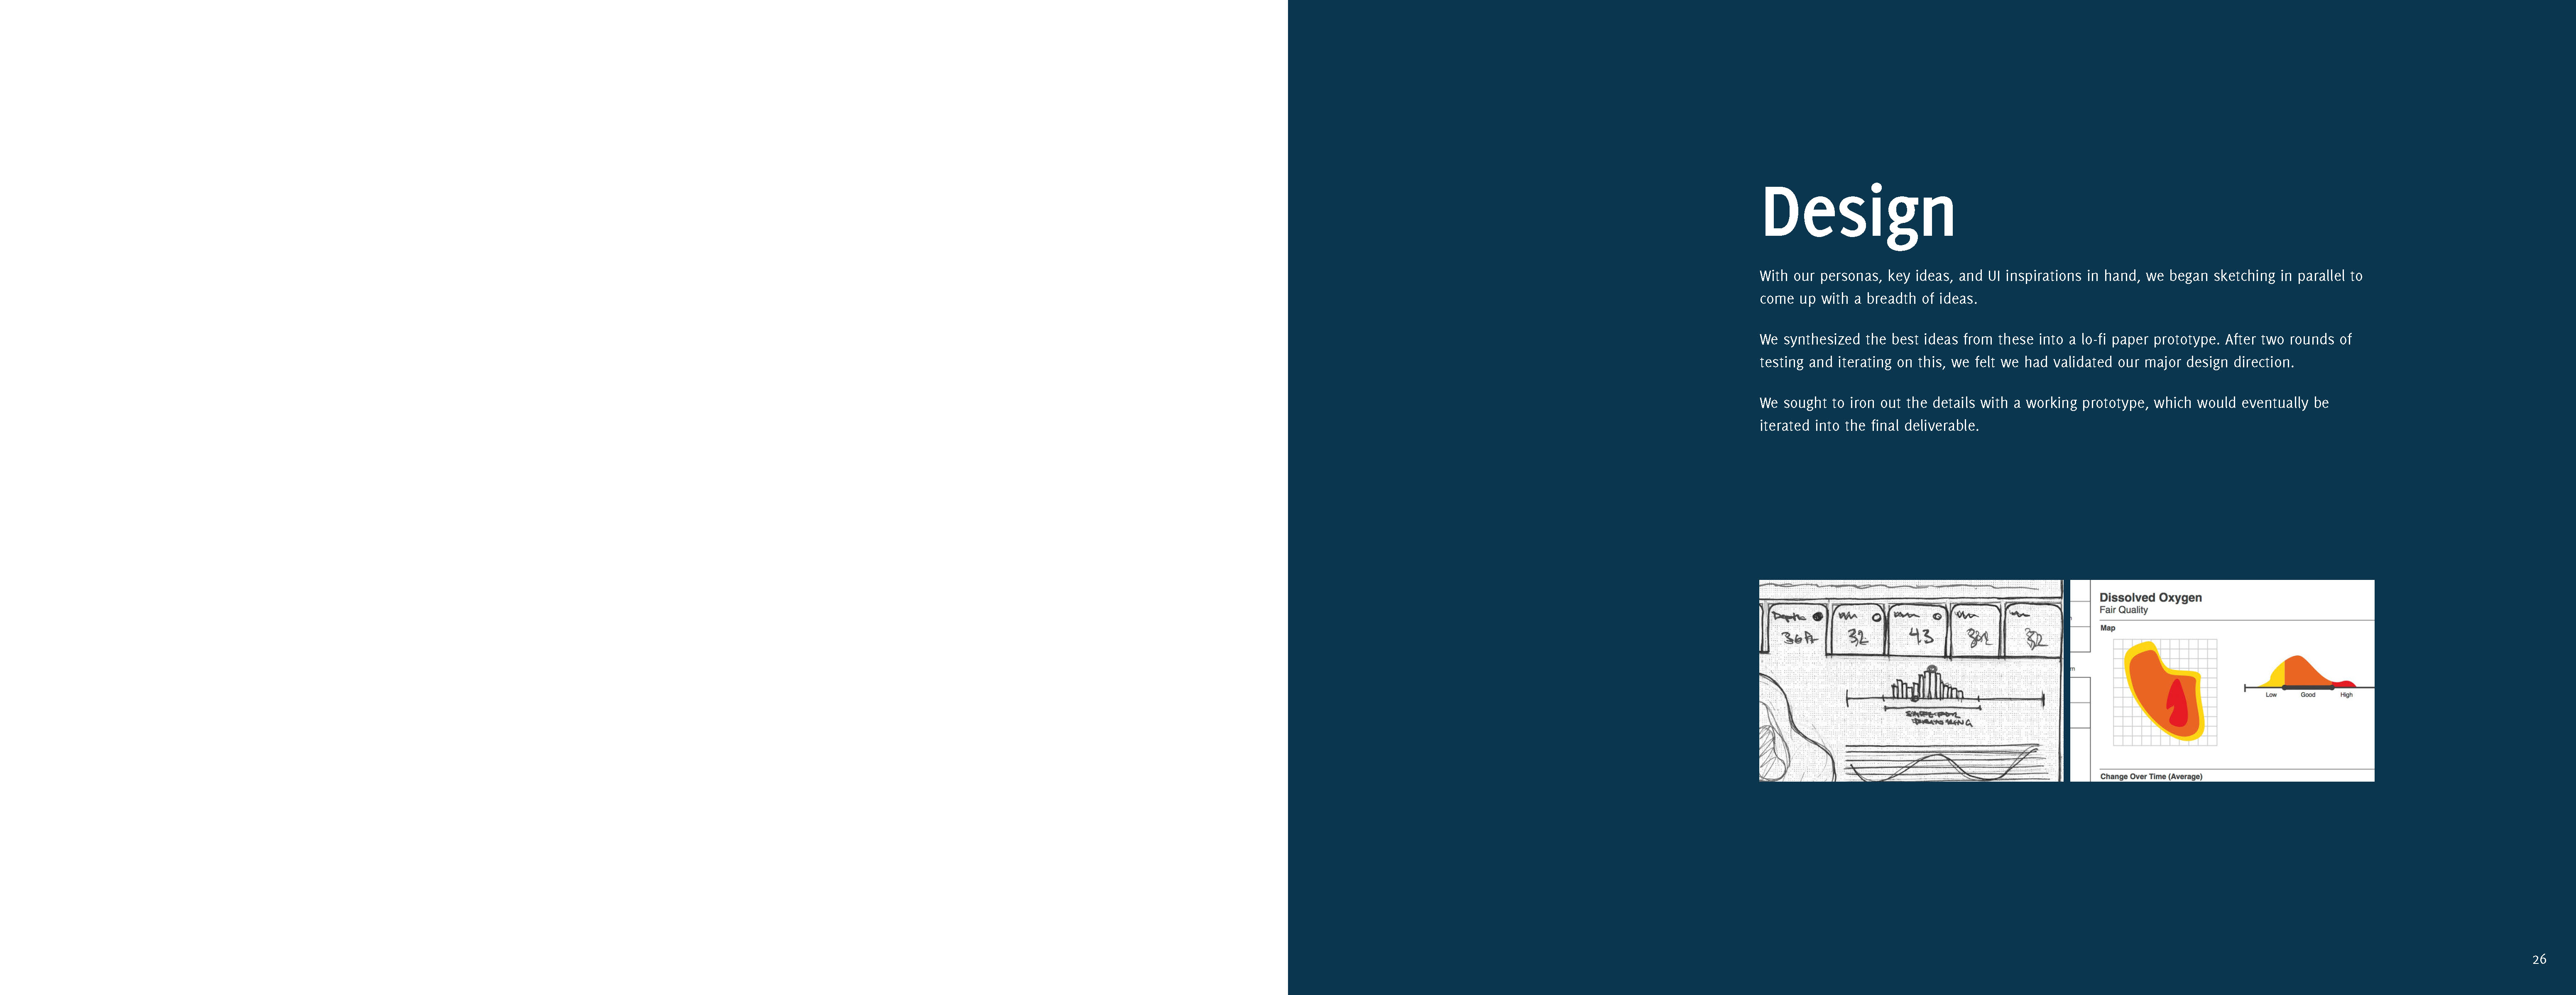 Design
With our personas, key ideas, and UI inspirations in hand, we began sketching in parallel to
come up with a breadth of ideas.
We synthesized the best ideas from these into a lo-fi paper prototype. After two rounds of
testing and iterating on this, we felt we had validated our major design direction.
We sought to iron out the details with a working prototype, which would eventually be
iterated into the final deliverable.
Depth
36ft 32 43
Dissolved Oxygen
Fair Quality
Map
Low Good High
Change Over Time (Average)
26